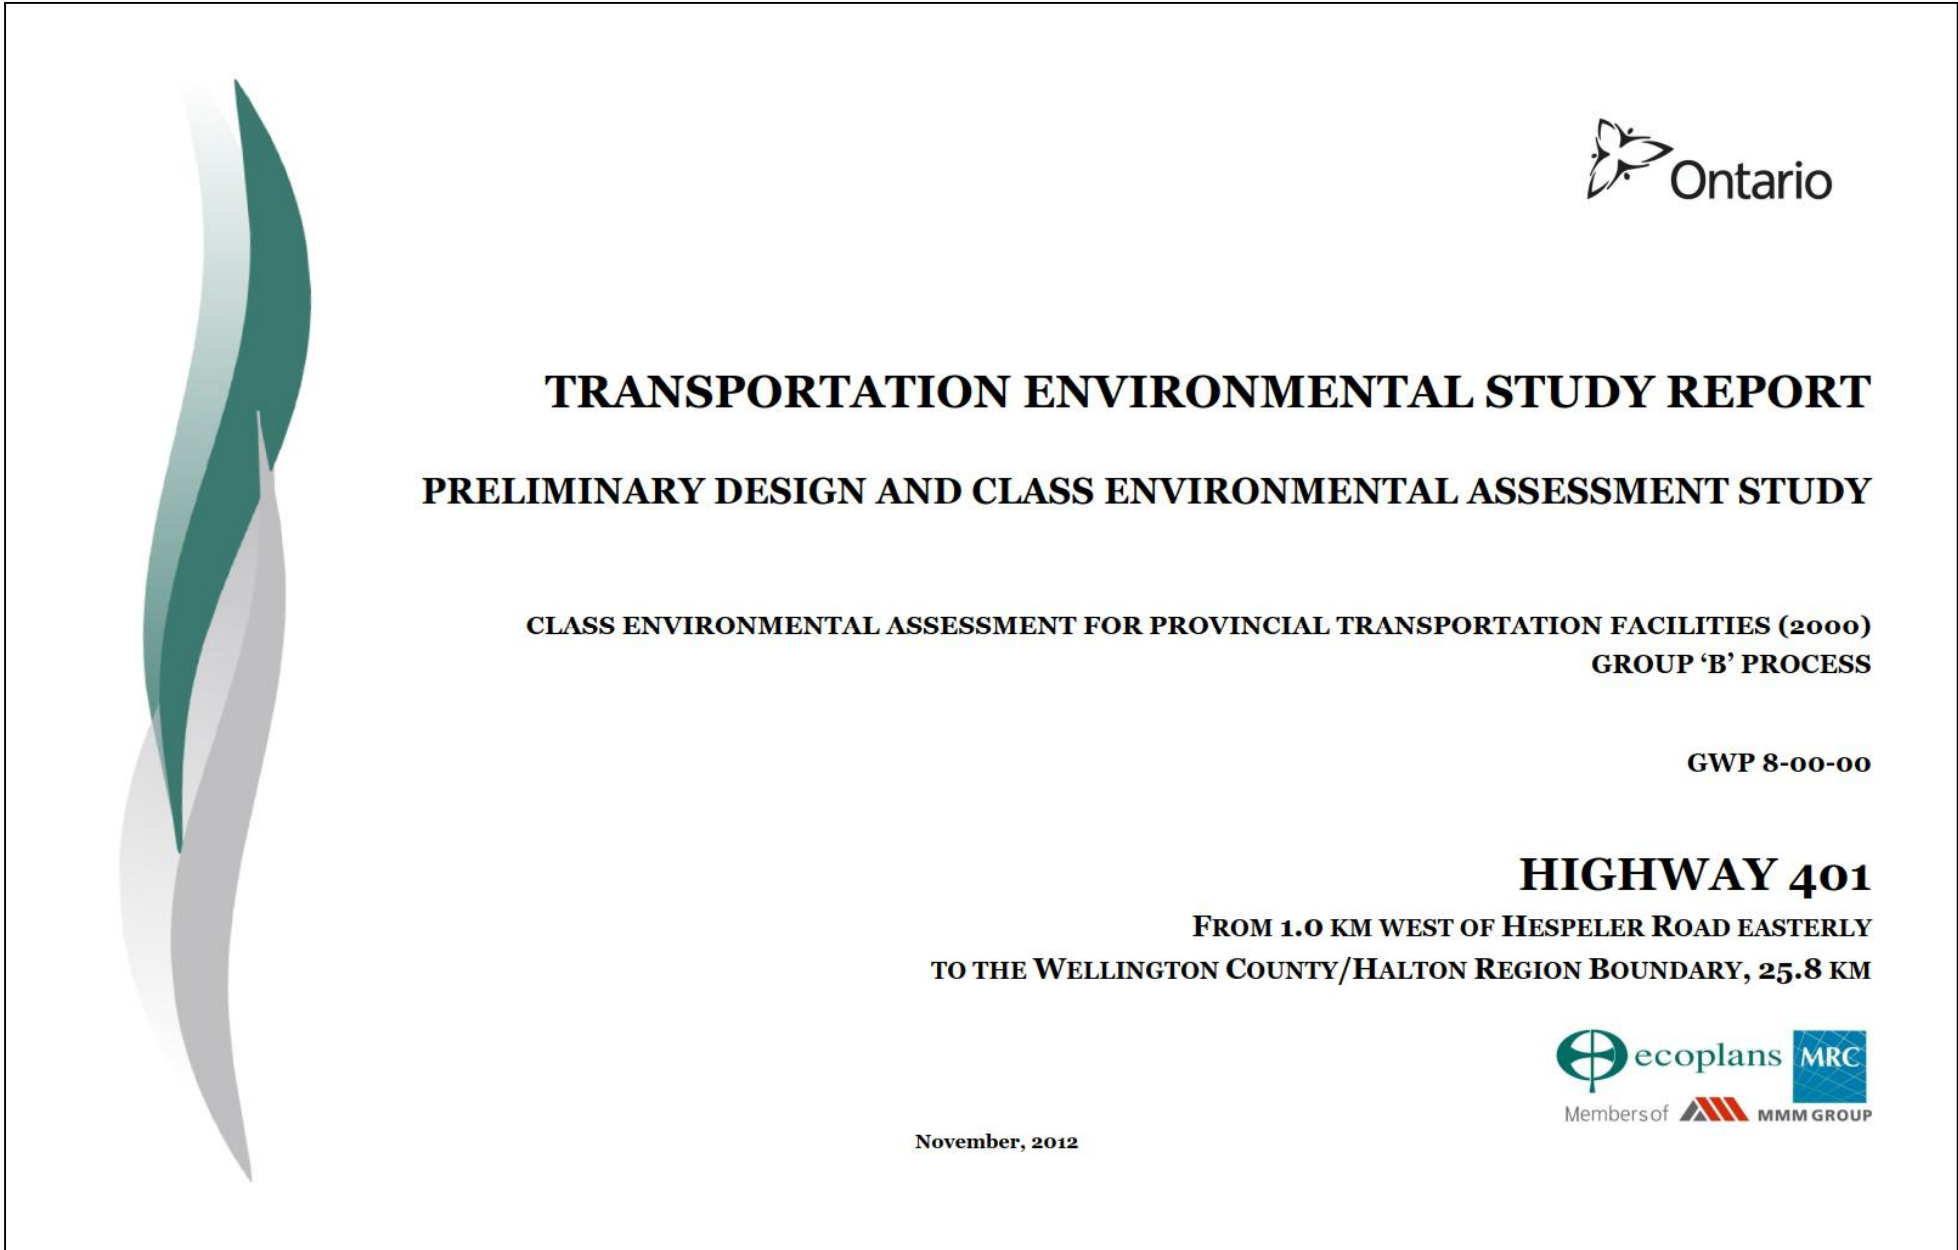 Ontario
TRANSPORTATION ENVIRONMENTAL STUDY REPORT
PRELIMINARY DESIGN AND CLASS ENVIRONMENTAL ASSESSMENT STUDY
CLASS ENVIRONMENTAL ASSESSMENT FOR PROVINCIAL TRANSPORTATION FACILITIES (2000)
GROUP ‘B’ PROCESS
GWP 8-00-00
HIGHWAY 401
FROM 1.0 KM WEST OF HESPELER ROAD EASTERLY
TO THE WELLINGTON COUNTY/HALTON REGION BOUNDARY, 25.8 KM
ecoplans MRC
Members of MMM GROUP
November, 2012